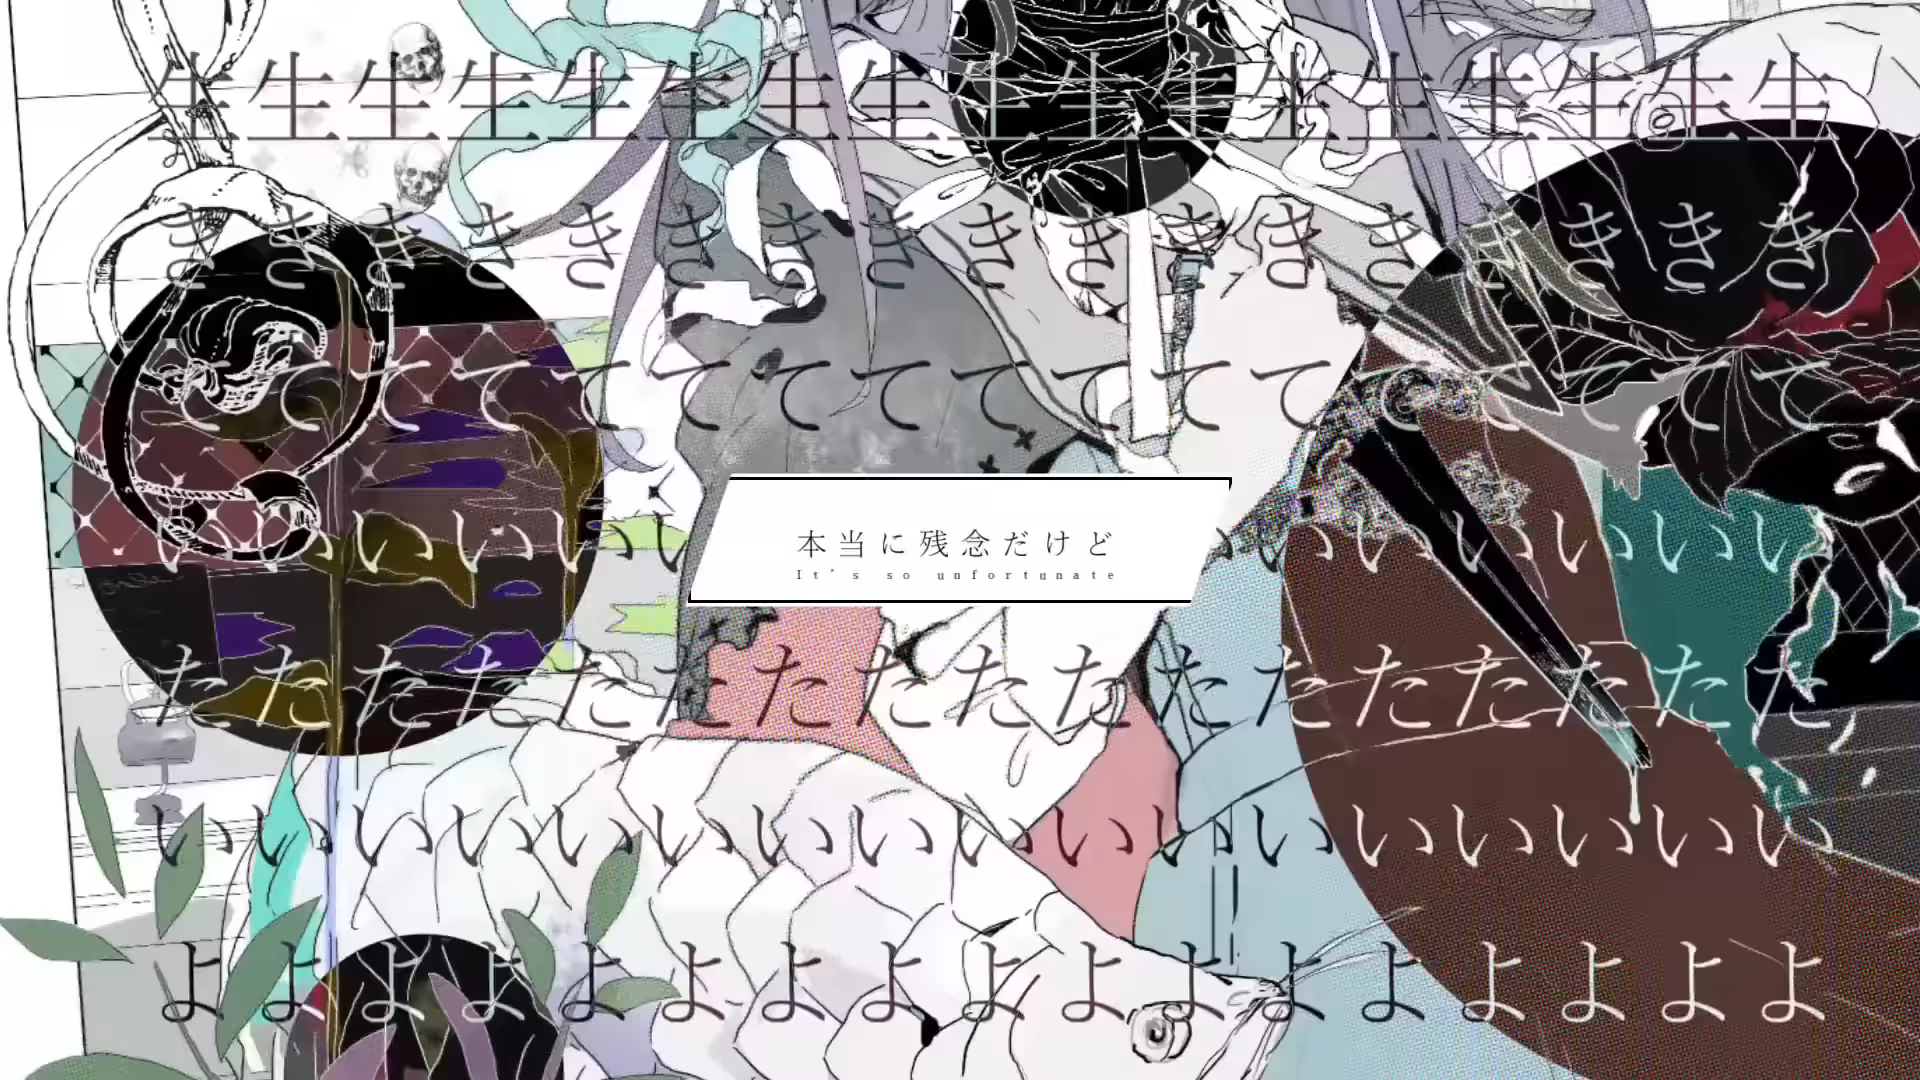 生生生生生生生生生生生生生生生生生
ききききききききききききききききき
ててててててててててててててててて
いいいいいい いいいいいいい
本当に残念だけど
It's so unfortunate
たたたたたたたたたたたたたたたたた
いいいいいいいいいいいいいいいいい
よよよよよよよよよよよよよよよよよ